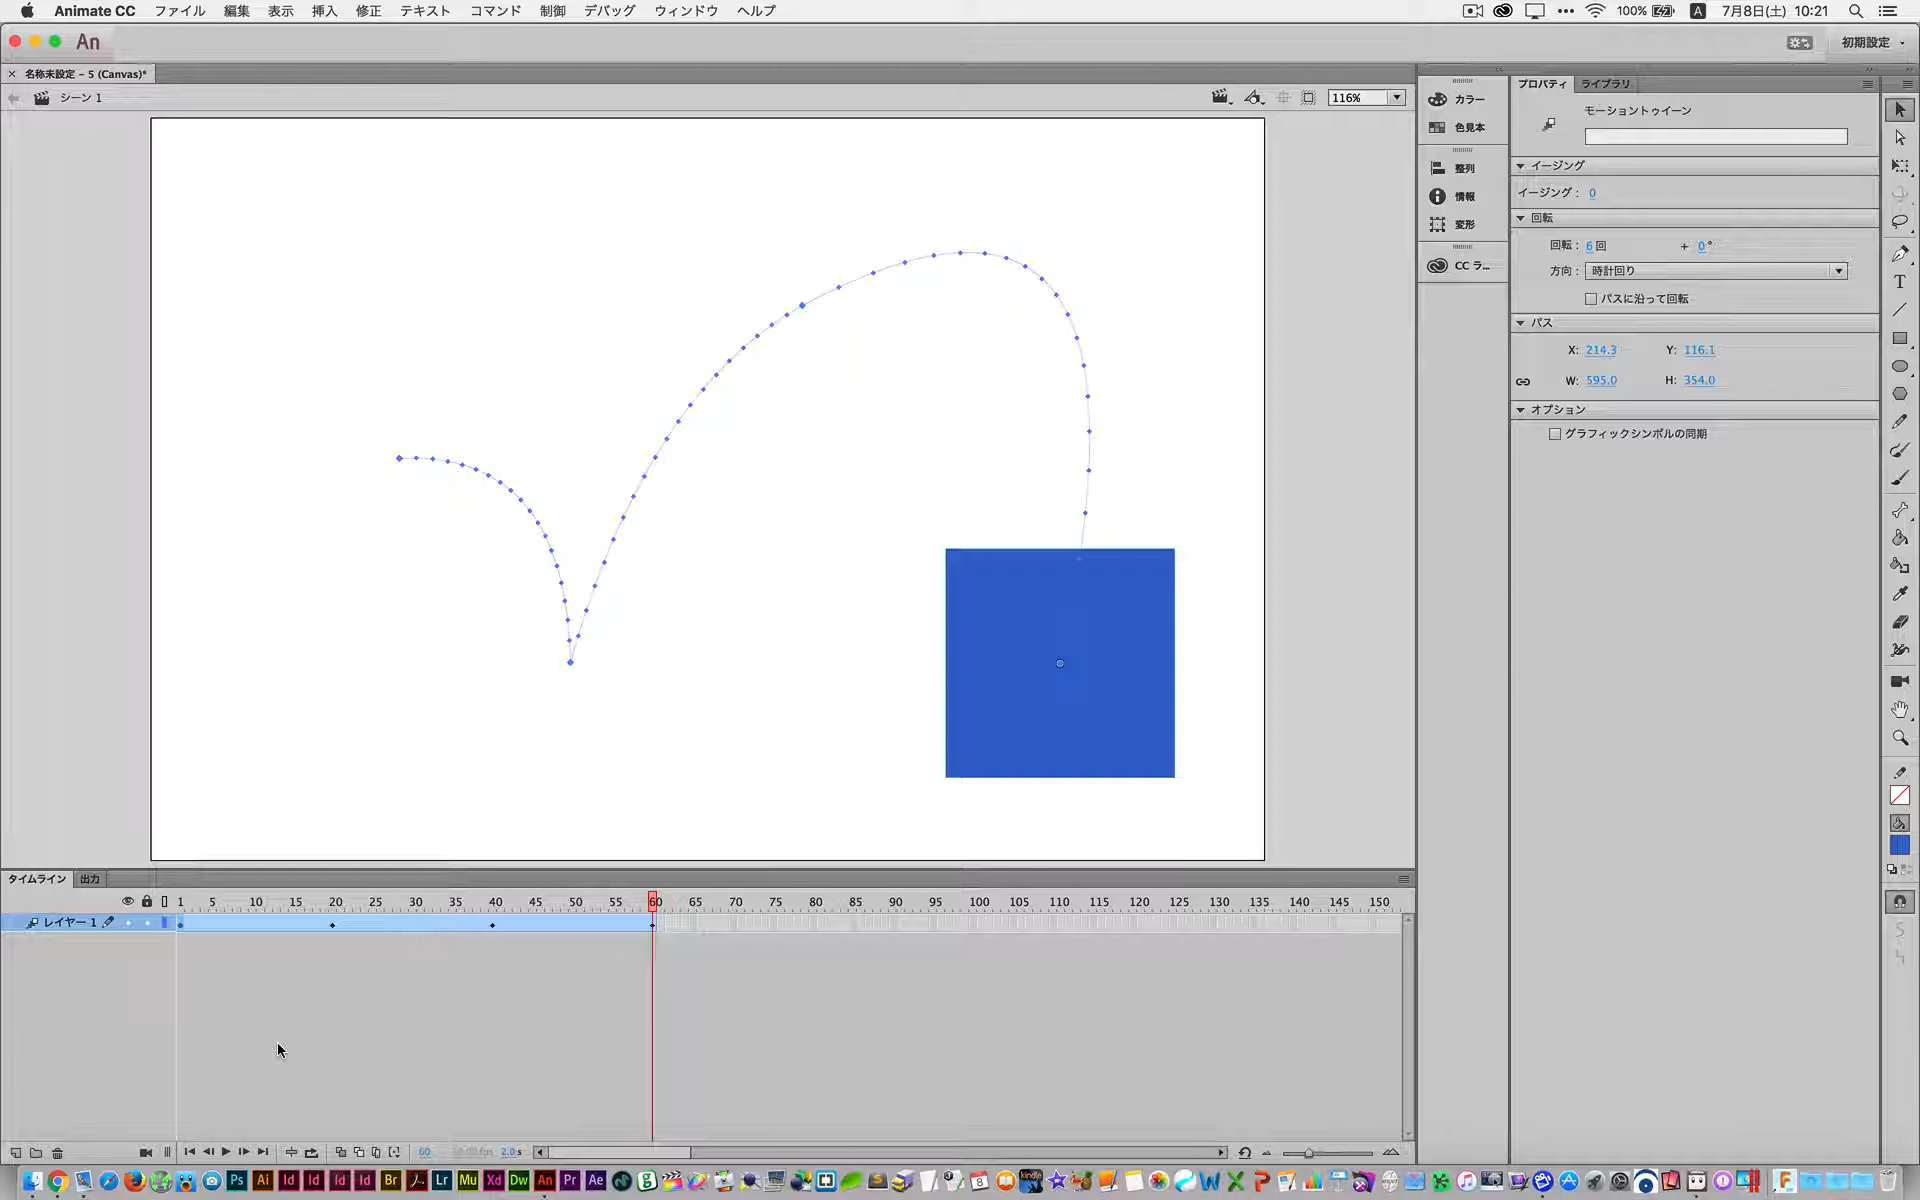 Animate CC ファイル 編集 表示 挿入 修正 テキスト コマンド 制御 デバッグ ウィンドウ ヘルプ 100% A 7月8日(土) 10:21
An 初期設定
× 名称未設定 - 5 (Canvas)*
シーン 1 116%
カラー
色見本
整列
情報
変形
CC ラ...
プロパティ ライブラリ
モーショントゥイーン
イージング
イージング : 0
回転
回転 : 6 回 + 0 °
方向 : 時計回り
パスに沿って回転
パス
X: 214.3 Y: 116.1
W: 595.0 H: 354.0
オプション
グラフィックシンボルの同期
タイムライン 出力
1 5 10 15 20 25 30 35 40 45 50 55 60 65 70 75 80 85 90 95 100 105 110 115 120 125 130 135 140 145 150
レイヤー 1
60 2.0 s
Ps Ai Id Id Id Id Br Lr Mu Xd Dw An Pr Ae